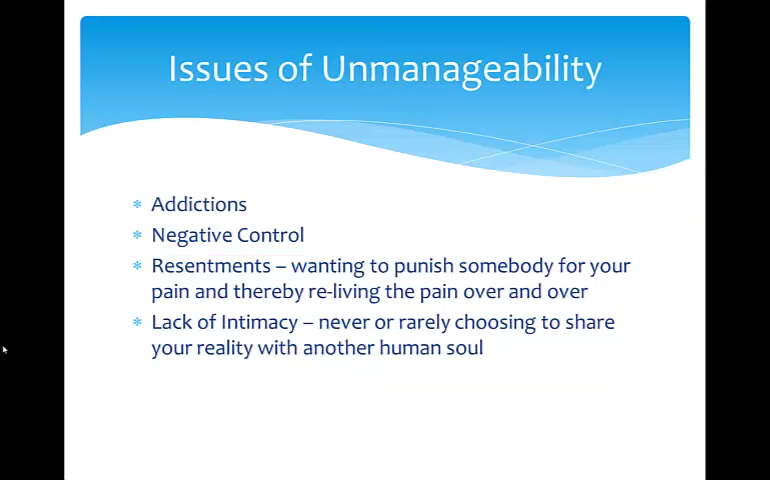 Issues of Unmanageability
Addictions
Negative Control
Resentments – wanting to punish somebody for your
pain and thereby re-living the pain over and over
Lack of Intimacy – never or rarely choosing to share
your reality with another human soul